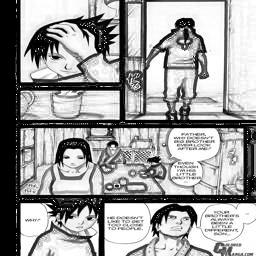 FATHER,
WHY DOESN'T
BIG BROTHER
EVER LOOK
AFTER ME?
EVEN
THOUGH
I'M HIS
LITTLE
BROTHER.
WHY?
HE DOESN'T
LIKE TO GET
TOO CLOSE
TO PEOPLE.
YOUR
BROTHER'S
ALWAYS
BEEN A
LITTLE
DIFFERENT,